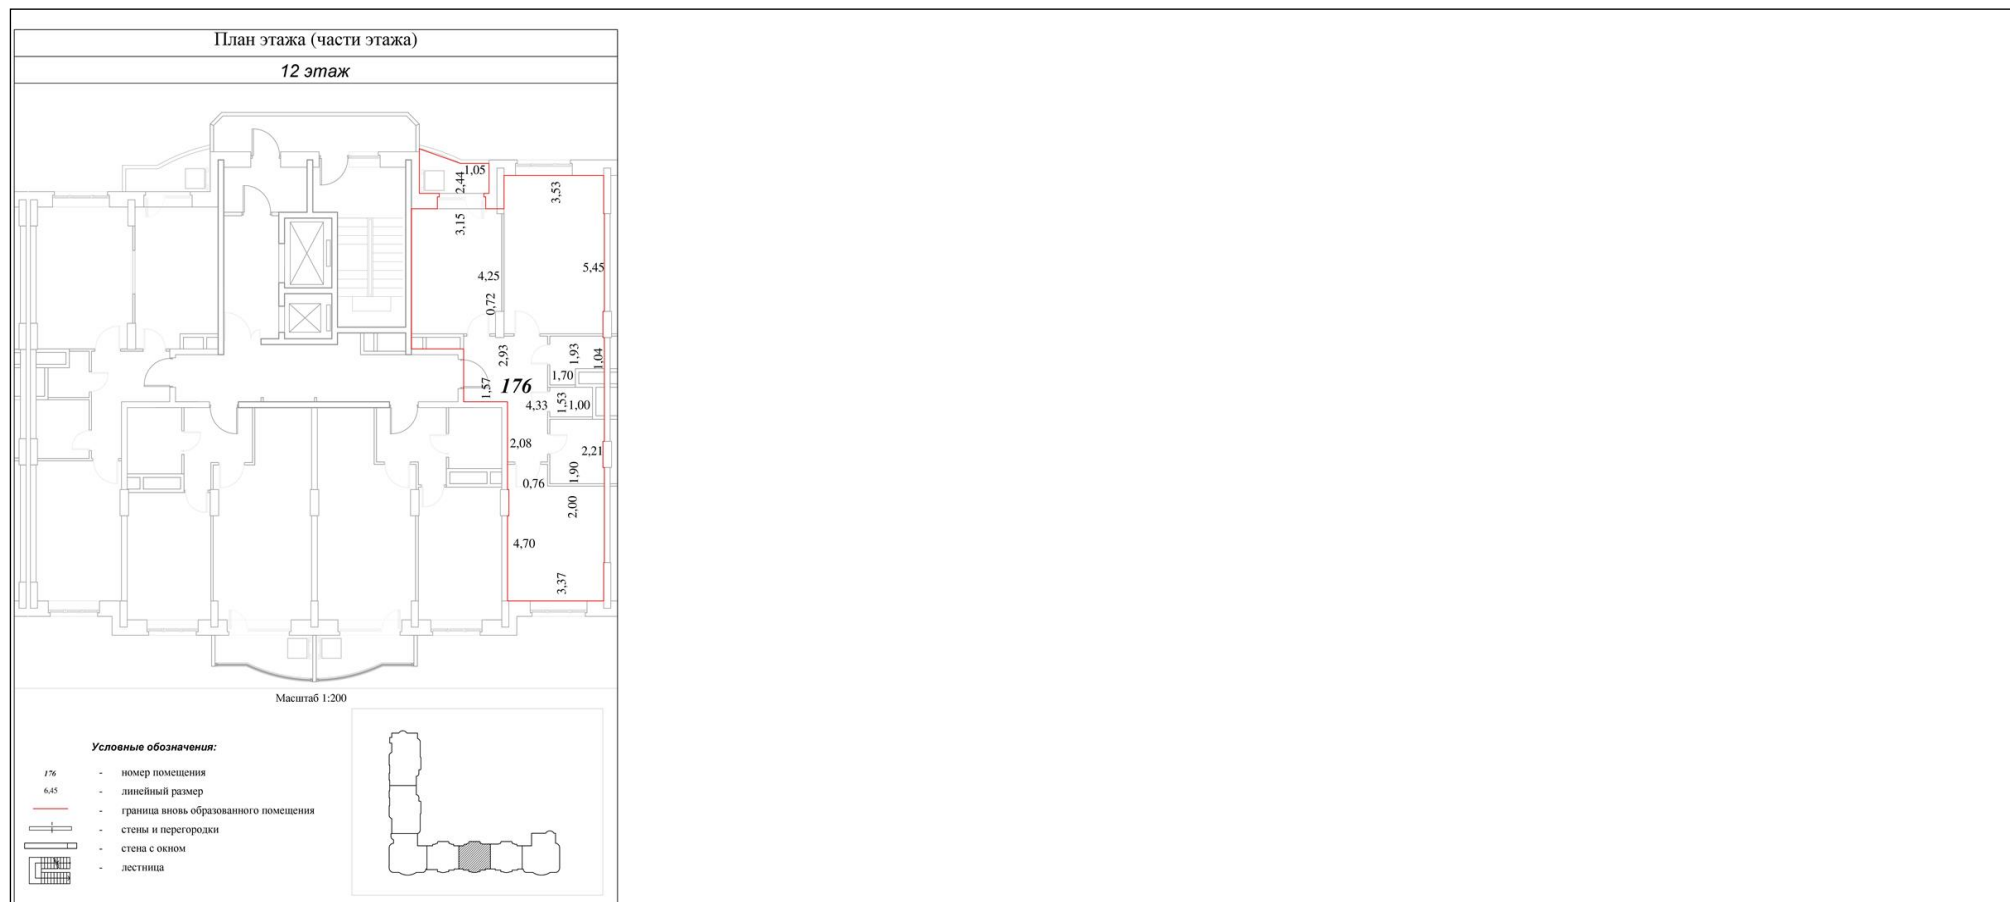 План этажа (части этажа)
12 этаж
1,05
2,44
3,53
3,15
5,45
4,25
0,72
2,93
1,93
1,04
1,70
1,57
176
4,33
1,53
1,00
2,08
2,21
0,76
1,90
2,00
4,70
3,37
Масштаб 1:200
Условные обозначения:
176 - номер помещения
6,45 - линейный размер
- граница вновь образованного помещения
- стены и перегородки
- стена с окном
- лестница